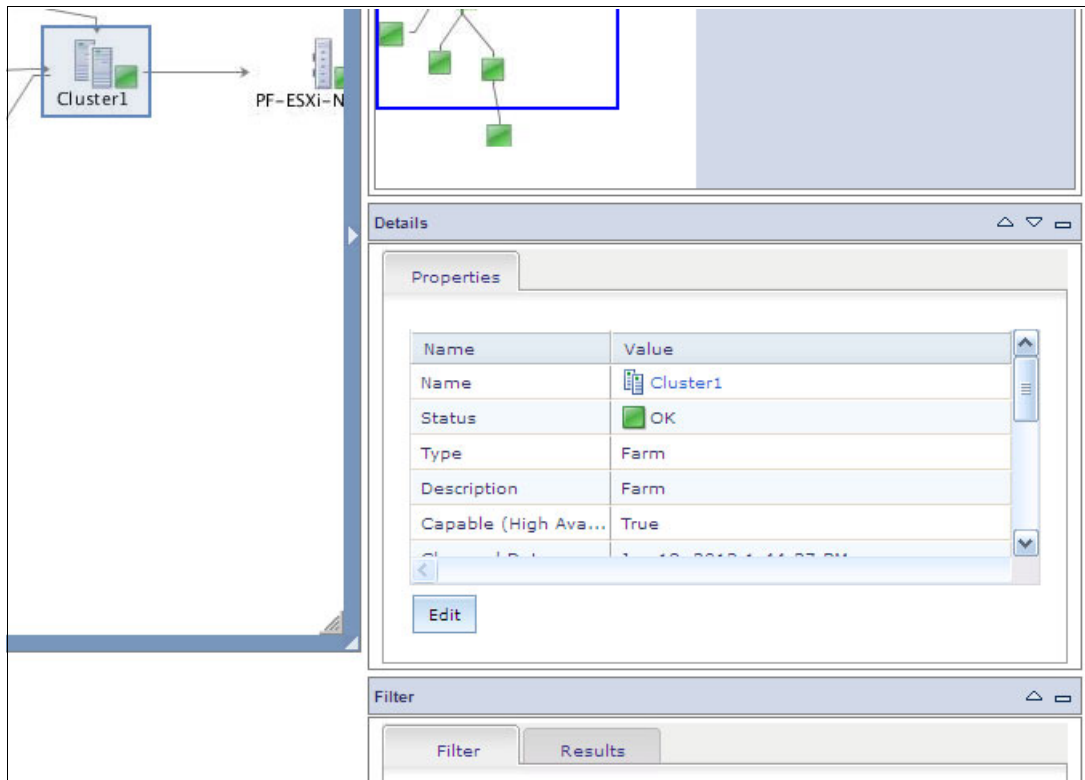 Cluster1
PF-ESXi-N
Details
Properties
Name Value
Name Cluster1
Status OK
Type Farm
Description Farm
Capable (High Ava... True
Edit
Filter
Filter Results